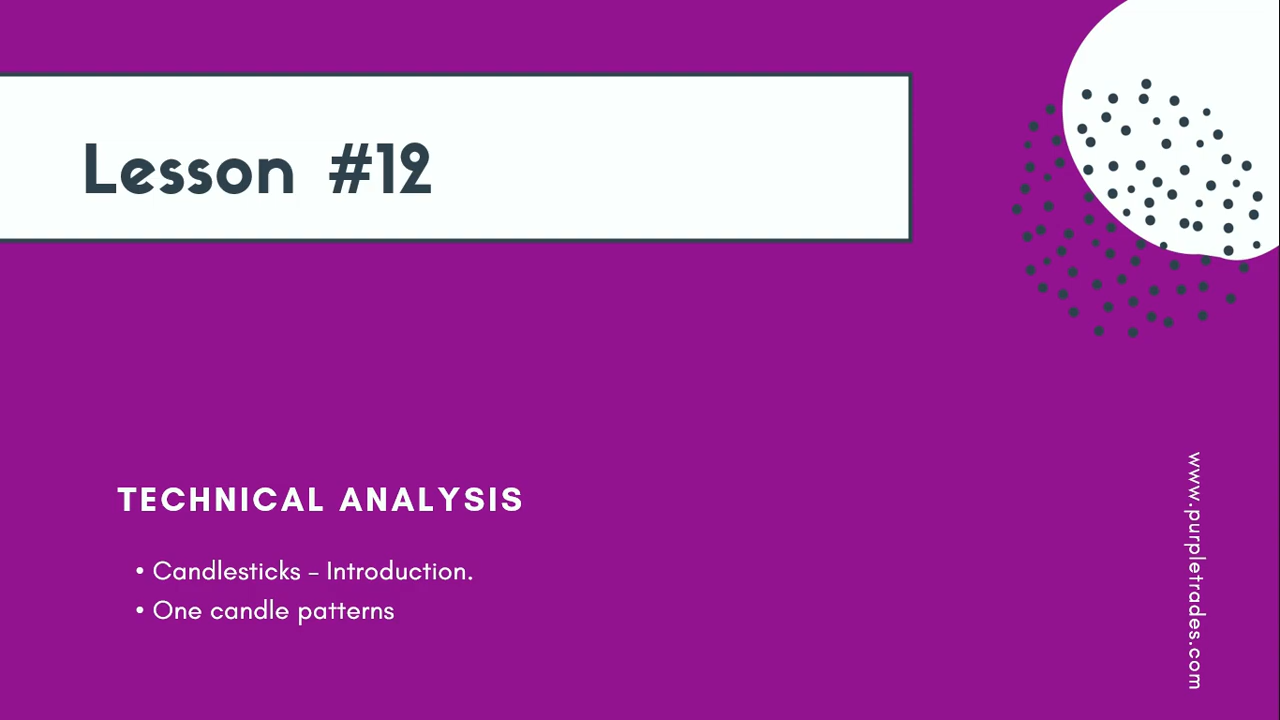 Lesson #12
TECHNICAL ANALYSIS
• Candlesticks – Introduction.
• One candle patterns
www.purpletrades.com